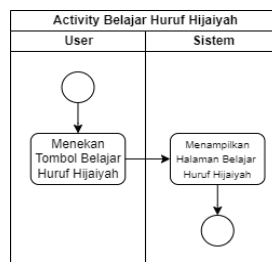 Activity Belajar Huruf Hijaiyah
User
Sistem
Menekan
Tombol Belajar
Huruf Hijaiyah
Menampilkan
Halaman Belajar
Huruf Hijaiyah